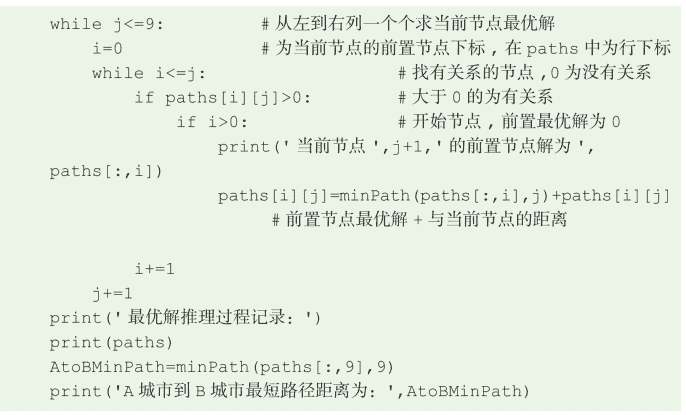 while j<=9: #从左到右列一个个求当前节点最优解
i=0 #为当前节点的前置节点下标，在 paths 中为行下标
while i<=j: #找有关系的节点,0为没有关系
if paths[i][j]>0: #大于0的为有关系
if i>0: #开始节点，前置最优解为0
print('当前节点',j+1,'的前置节点解为',
paths[:,i])
paths[i][j]=minPath(paths[:,i],j)+paths[i][j]
#前置节点最优解+与当前节点的距离
i+=1
j+=1
print('最优解推理过程记录：')
print(paths)
AtoBMinPath=minPath(paths[:,9],9)
print('A城市到B城市最短路径距离为：',AtoBMinPath)